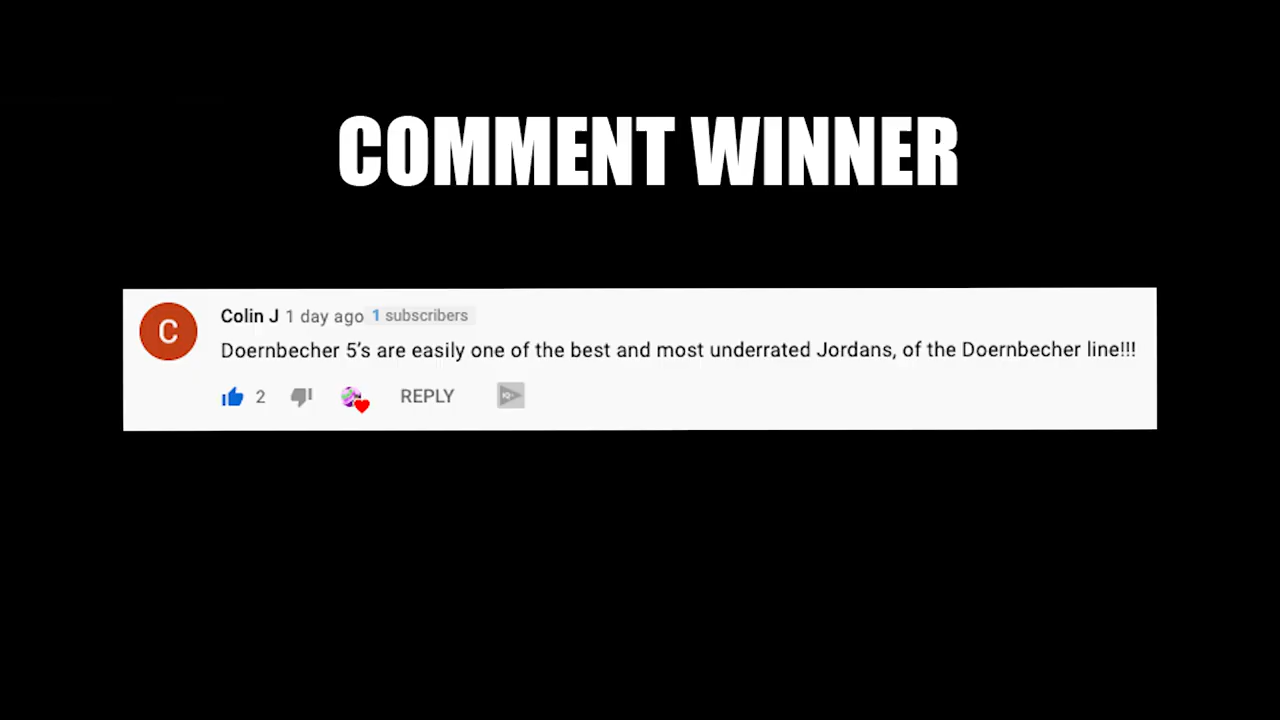 COMMENT WINNER
C
Colin J 1 day ago 1 subscribers
Doernbecher 5’s are easily one of the best and most underrated Jordans, of the Doernbecher line!!!
2 REPLY